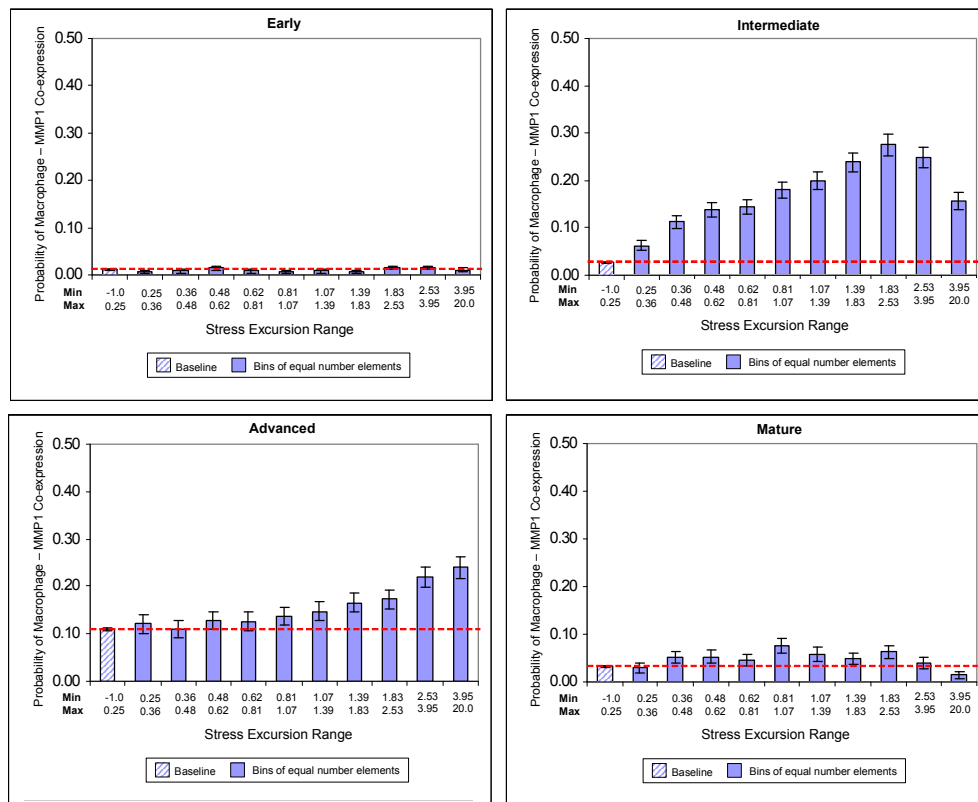 Early
Probability of Macrophage – MMP1 Co-expression
0.50
0.40
0.30
0.20
0.10
0.00
Min -1.0 0.25 0.36 0.48 0.62 0.81 1.07 1.39 1.83 2.53 3.95
Max 0.25 0.36 0.48 0.62 0.81 1.07 1.39 1.83 2.53 3.95 20.0
Stress Excursion Range
Baseline Bins of equal number elements
Intermediate
Probability of Macrophage – MMP1 Co-expression
0.50
0.40
0.30
0.20
0.10
0.00
Min -1.0 0.25 0.36 0.48 0.62 0.81 1.07 1.39 1.83 2.53 3.95
Max 0.25 0.36 0.48 0.62 0.81 1.07 1.39 1.83 2.53 3.95 20.0
Stress Excursion Range
Baseline Bins of equal number elements
Advanced
Probability of Macrophage – MMP1 Co-expression
0.50
0.40
0.30
0.20
0.10
0.00
Min -1.0 0.25 0.36 0.48 0.62 0.81 1.07 1.39 1.83 2.53 3.95
Max 0.25 0.36 0.48 0.62 0.81 1.07 1.39 1.83 2.53 3.95 20.0
Stress Excursion Range
Baseline Bins of equal number elements
Mature
Probability of Macrophage – MMP1 Co-expression
0.50
0.40
0.30
0.20
0.10
0.00
Min -1.0 0.25 0.36 0.48 0.62 0.81 1.07 1.39 1.83 2.53 3.95
Max 0.25 0.36 0.48 0.62 0.81 1.07 1.39 1.83 2.53 3.95 20.0
Stress Excursion Range
Baseline Bins of equal number elements